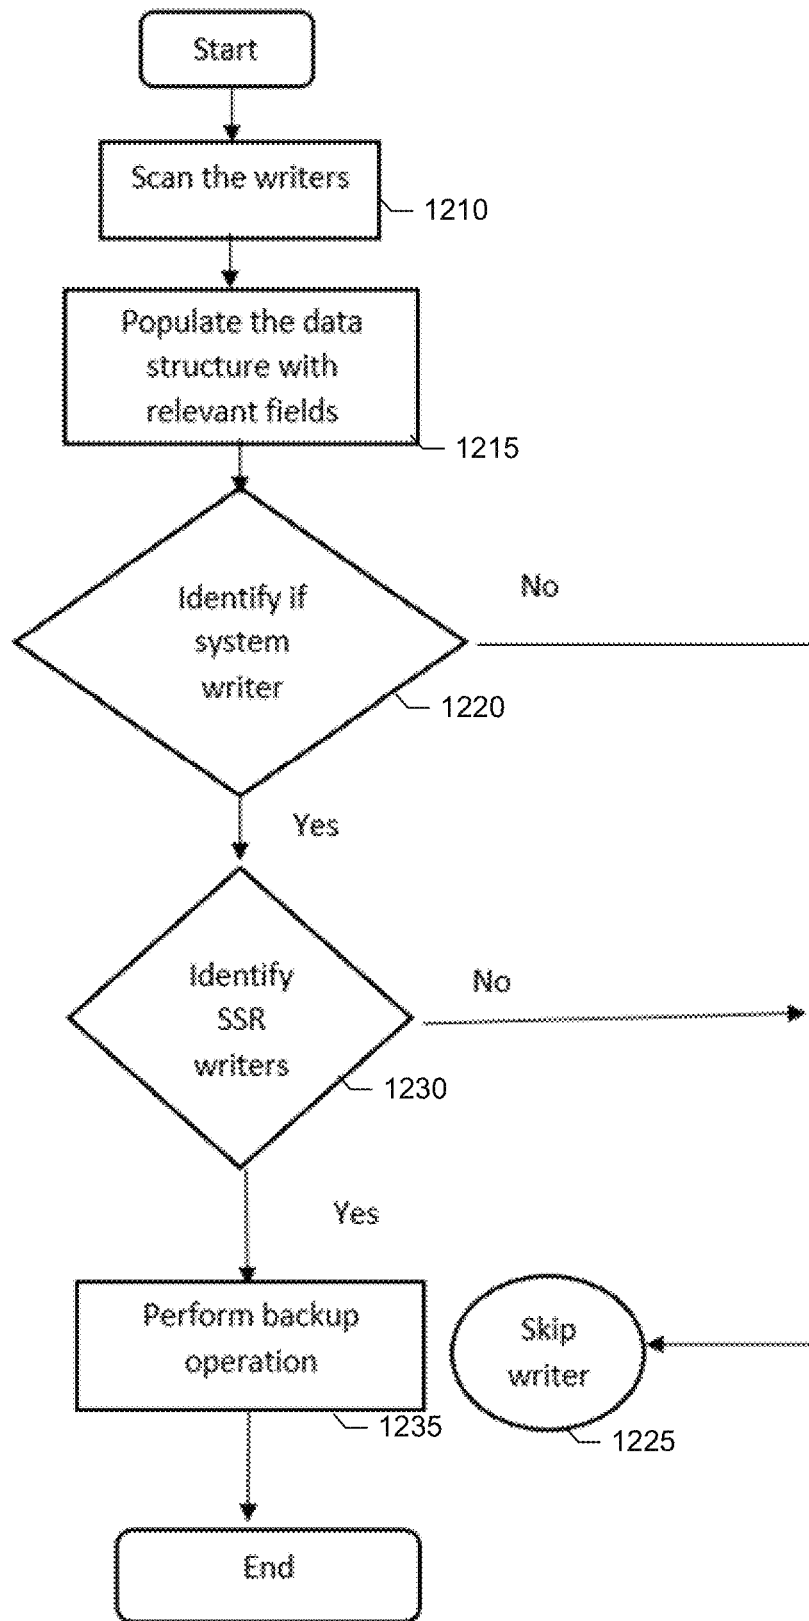 Start
Scan the writers
1210
Populate the data
structure with
relevant fields
1215
Identify if
system
writer
No
1220
Yes
Identify
SSR
writers
No
1230
Yes
Perform backup
operation
1235
Skip
writer
1225
End